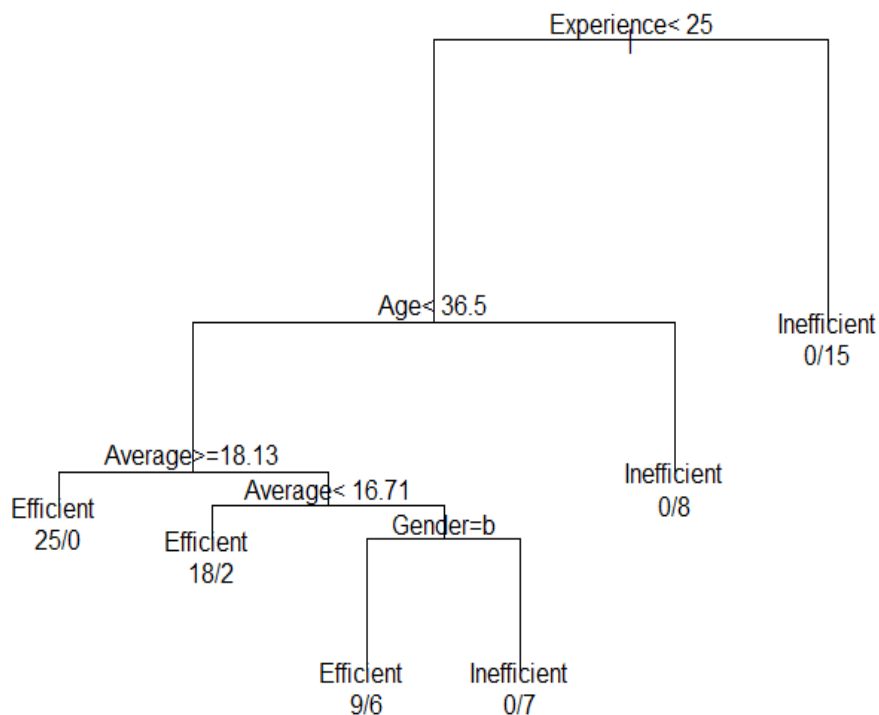 Experience< 25
Age< 36.5
Inefficient
0/15
Average>=18.13
Inefficient
0/8
Average< 16.71
Efficient
25/0
Efficient
18/2
Gender=b
Efficient
9/6
Inefficient
0/7